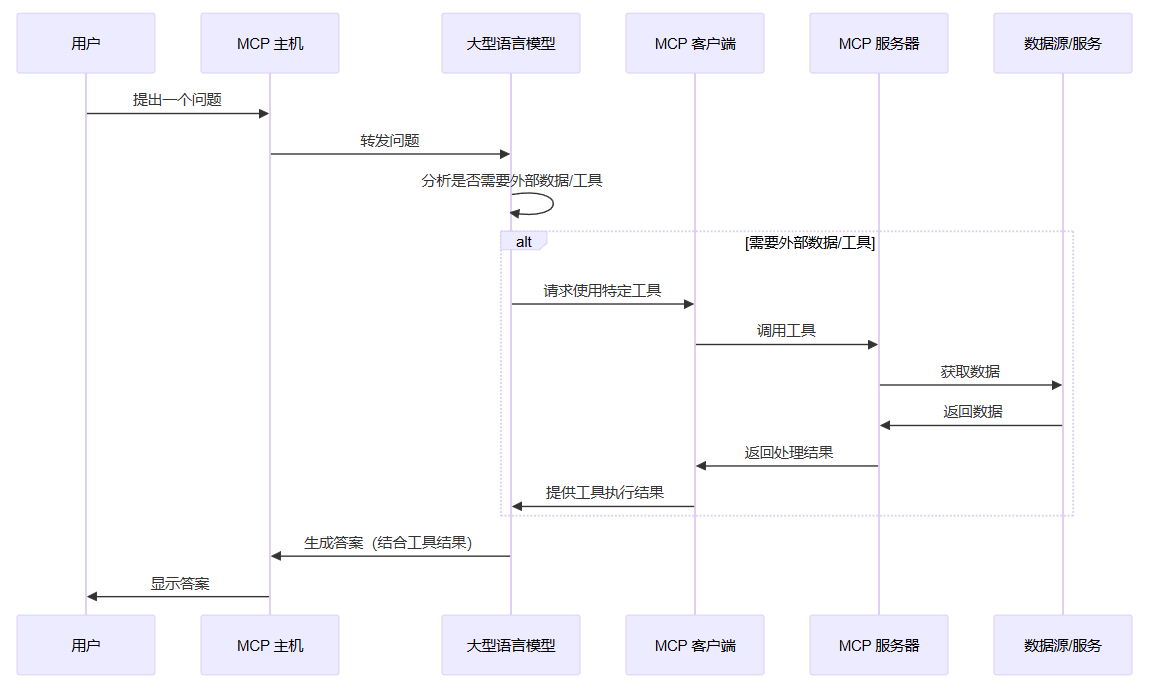 用户
MCP 主机
大型语言模型
MCP 客户端
MCP 服务器
数据源/服务
提出一个问题
转发问题
分析是否需要外部数据/工具
alt
[需要外部数据/工具]
请求使用特定工具
调用工具
获取数据
返回数据
返回处理结果
提供工具执行结果
生成答案（结合工具结果）
显示答案
用户
MCP 主机
大型语言模型
MCP 客户端
MCP 服务器
数据源/服务